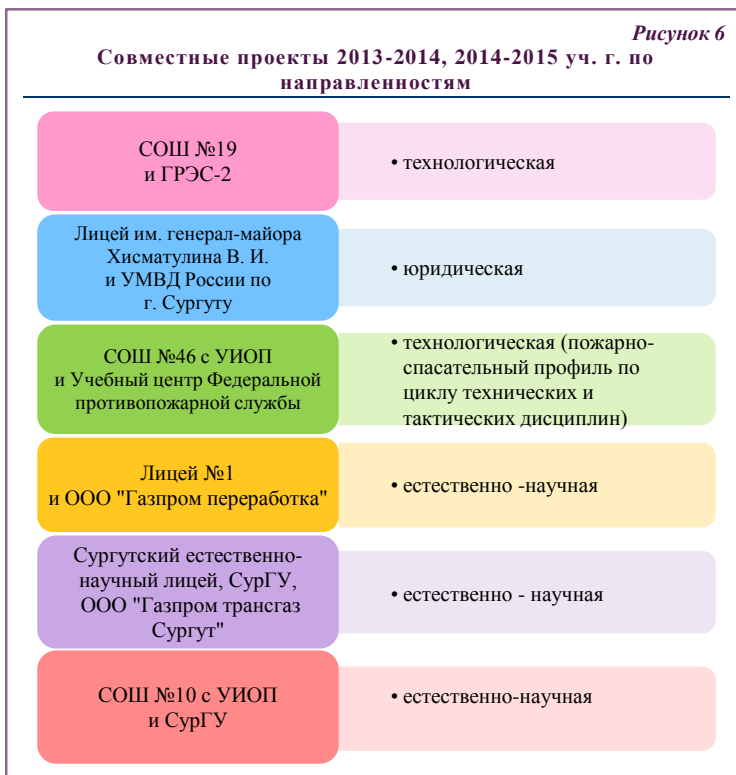 Рисунок 6
Совместные проекты 2013-2014, 2014-2015 уч. г. по
направленностям
СОШ №19
и ГРЭС-2
• технологическая
Лицей им. генерал-майора
Хисматулина В. И.
и УМВД России по
г. Сургуту
• юридическая
СОШ №46 с УИОП
и Учебный центр Федеральной
противопожарной службы
• технологическая (пожарно-
спасательный профиль по
циклу технических и
тактических дисциплин)
Лицей №1
и ООО "Газпром переработка"
• естественно -научная
Сургутский естественно-
научный лицей, СурГУ,
ООО "Газпром трансгаз
Сургут"
• естественно - научная
СОШ №10 с УИОП
и СурГУ
• естественно-научная